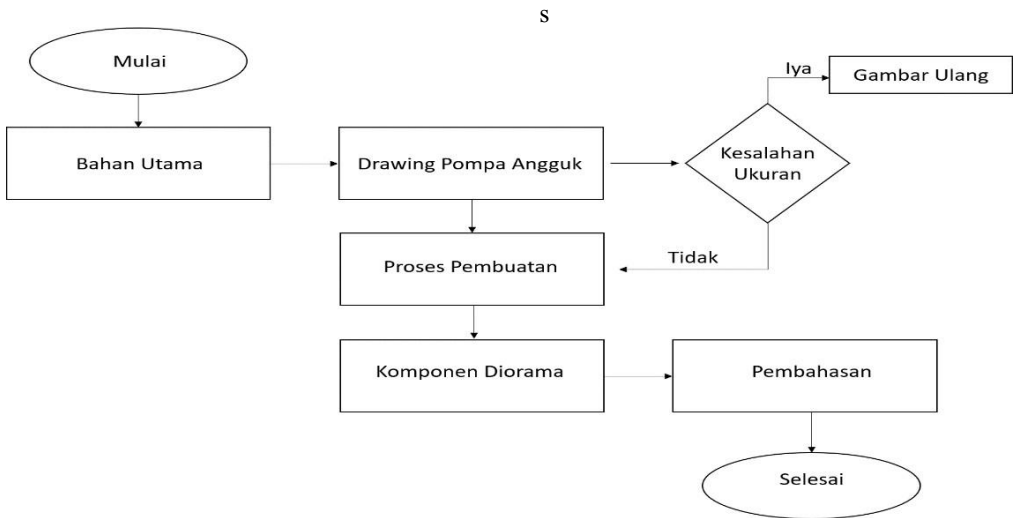 s
Mulai
Iya
Gambar Ulang
Bahan Utama
Drawing Pompa Angguk
Kesalahan
Ukuran
Proses Pembuatan
Tidak
Komponen Diorama
Pembahasan
Selesai